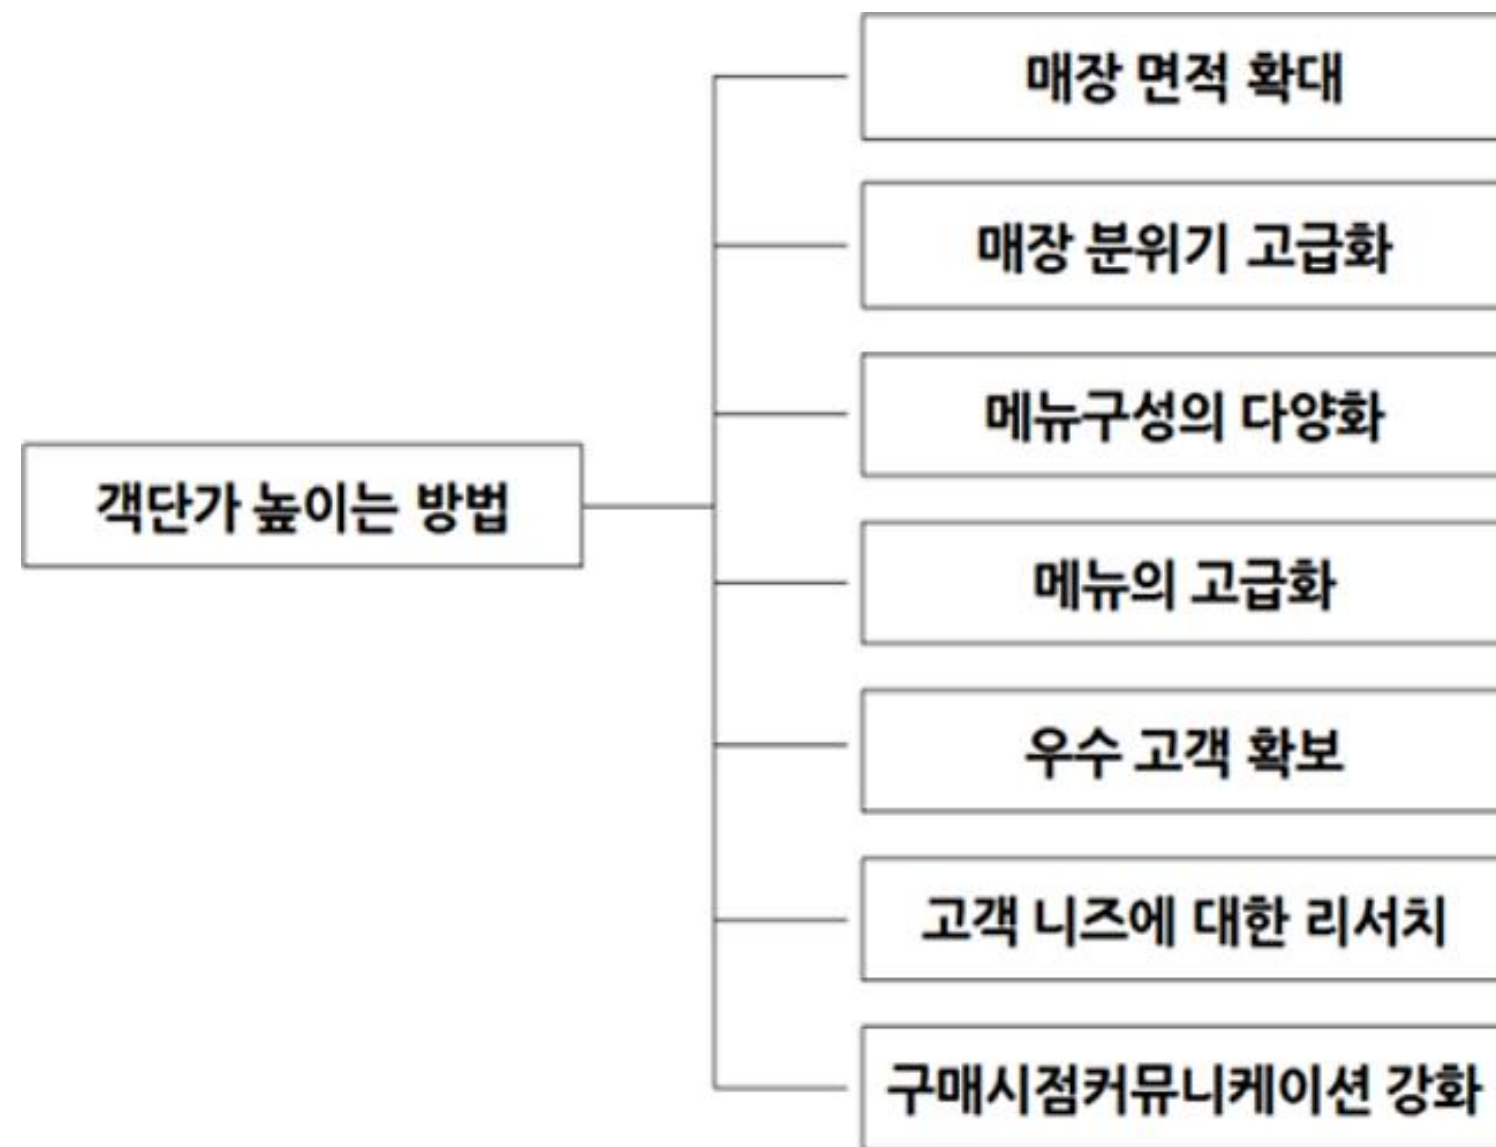 객단가 높이는 방법
매장 면적 확대
매장 분위기 고급화
메뉴구성의 다양화
메뉴의 고급화
우수 고객 확보
고객 니즈에 대한 리서치
구매시점커뮤니케이션 강화